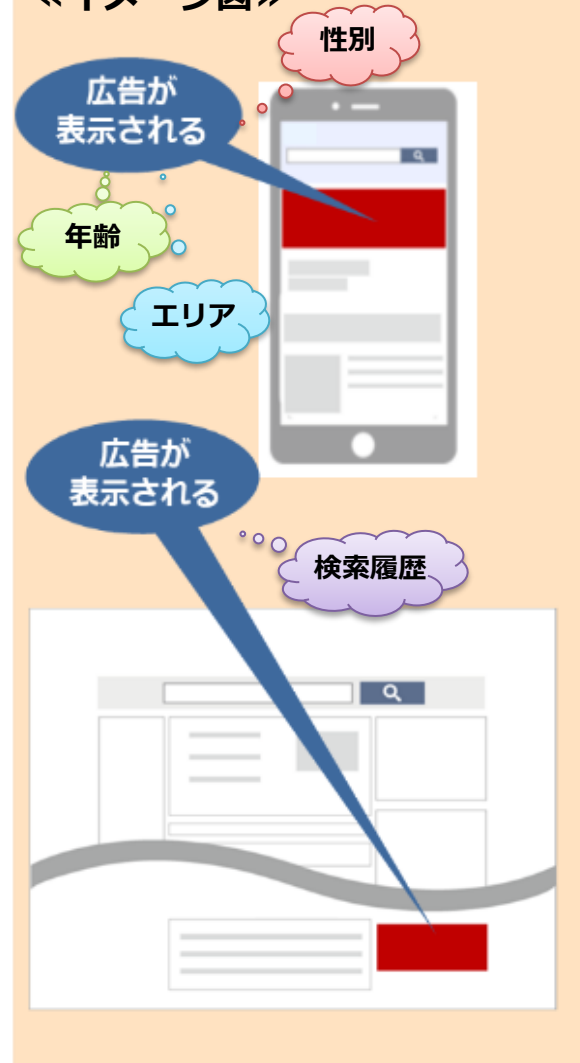 ≪イメージ図≫
性別
広告が
表示される
年齢
エリア
広告が
表示される
検索履歴